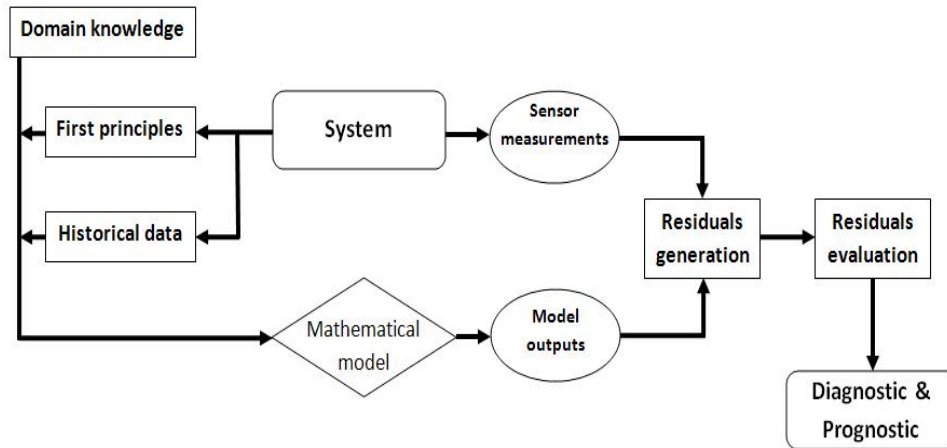 Domain knowledge
First principles
System
Sensor
measurements
Historical data
Residuals
generation
Residuals
evaluation
Mathematical
model
Model
outputs
Diagnostic &
Prognostic